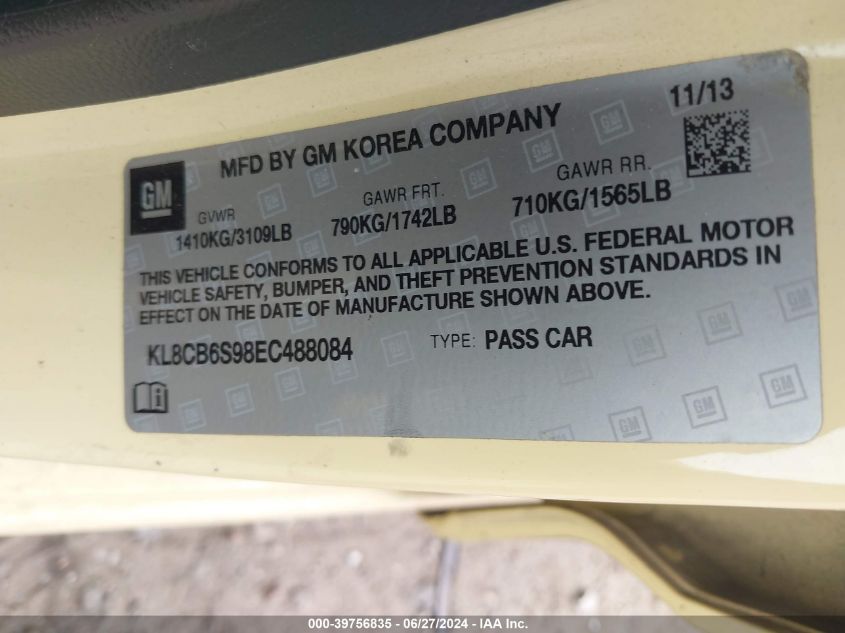 11/13
MFD BY GM KOREA COMPANY
GM
GVWR
1410KG/3109LB
GAWR FRT.
790KG/1742LB
GAWR RR.
710KG/1565LB
THIS VEHICLE CONFORMS TO ALL APPLICABLE U.S. FEDERAL MOTOR
VEHICLE SAFETY, BUMPER, AND THEFT PREVENTION STANDARDS IN
EFFECT ON THE DATE OF MANUFACTURE SHOWN ABOVE.
KL8CB6S98EC488084
TYPE: PASS CAR
000-39756835 / 06/27/2024 - IAA Inc.